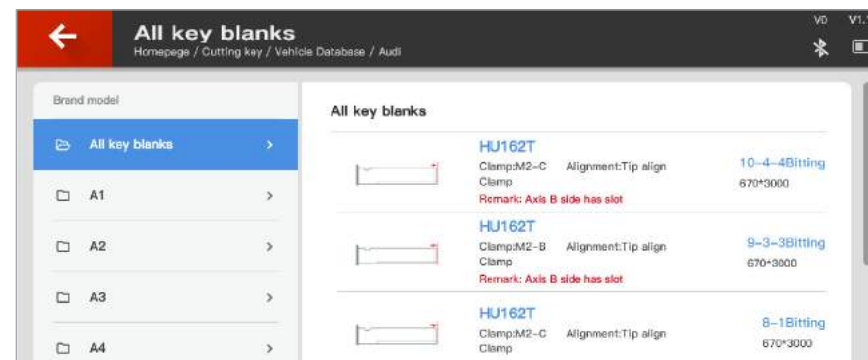 All key blanks
Homepage / Cutting key / Vehicle Database / Audi
V0
Brand model
All key blanks
A1
A2
A3
A4
All key blanks
HU162T
Clamp:M2-C Alignment:Tip align
Clamp
Remark: Axis B side has slot
10-4-4Bitting
670*3000
HU162T
Clamp:M2-B Alignment:Tip align
Clamp
Remark: Axis B side has slot
9-3-3Bitting
670*3000
HU162T
Clamp:M2-C Alignment:Tip align
Clamp
8-1Bitting
670*3000